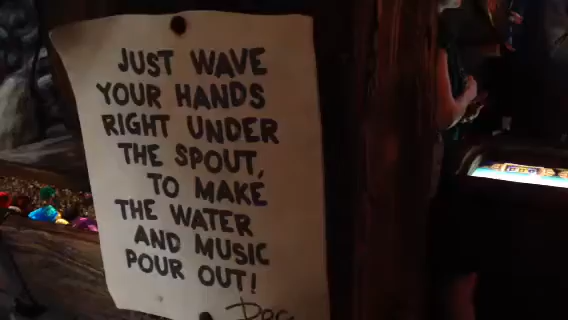 JUST WAVE
YOUR HANDS
RIGHT UNDER
THE SPOUT,
TO MAKE
THE WATER
AND MUSIC
POUR OUT!